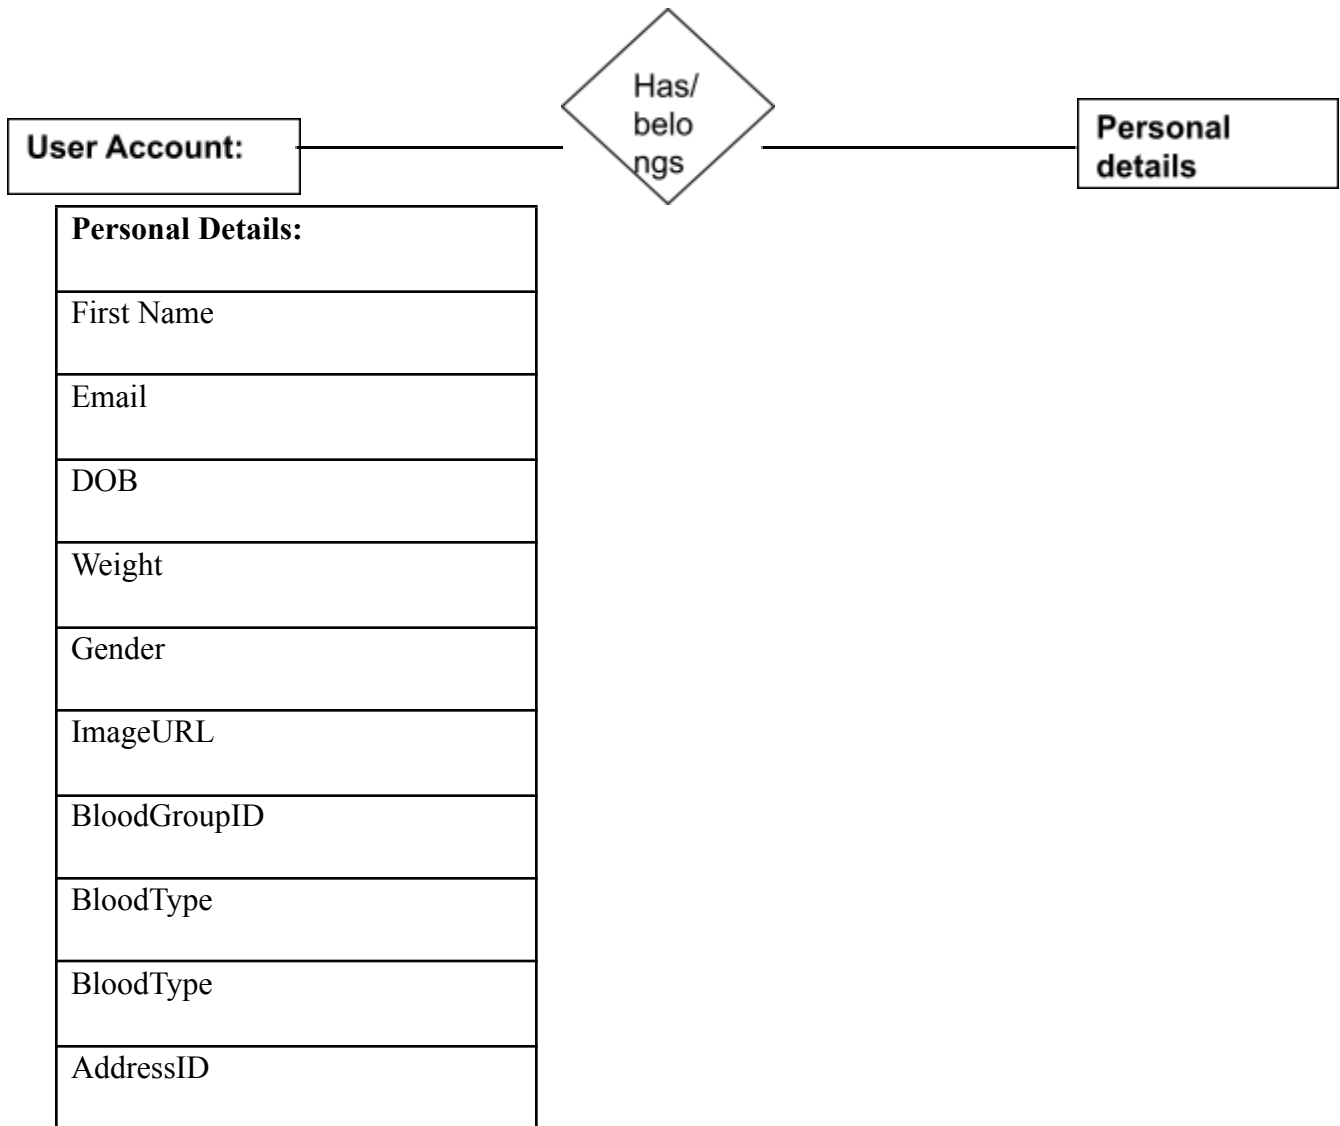 Has/
belo
ngs
User Account:
Personal
details
Personal Details:
First Name
Email
DOB
Weight
Gender
ImageURL
BloodGroupID
BloodType
BloodType
AddressID